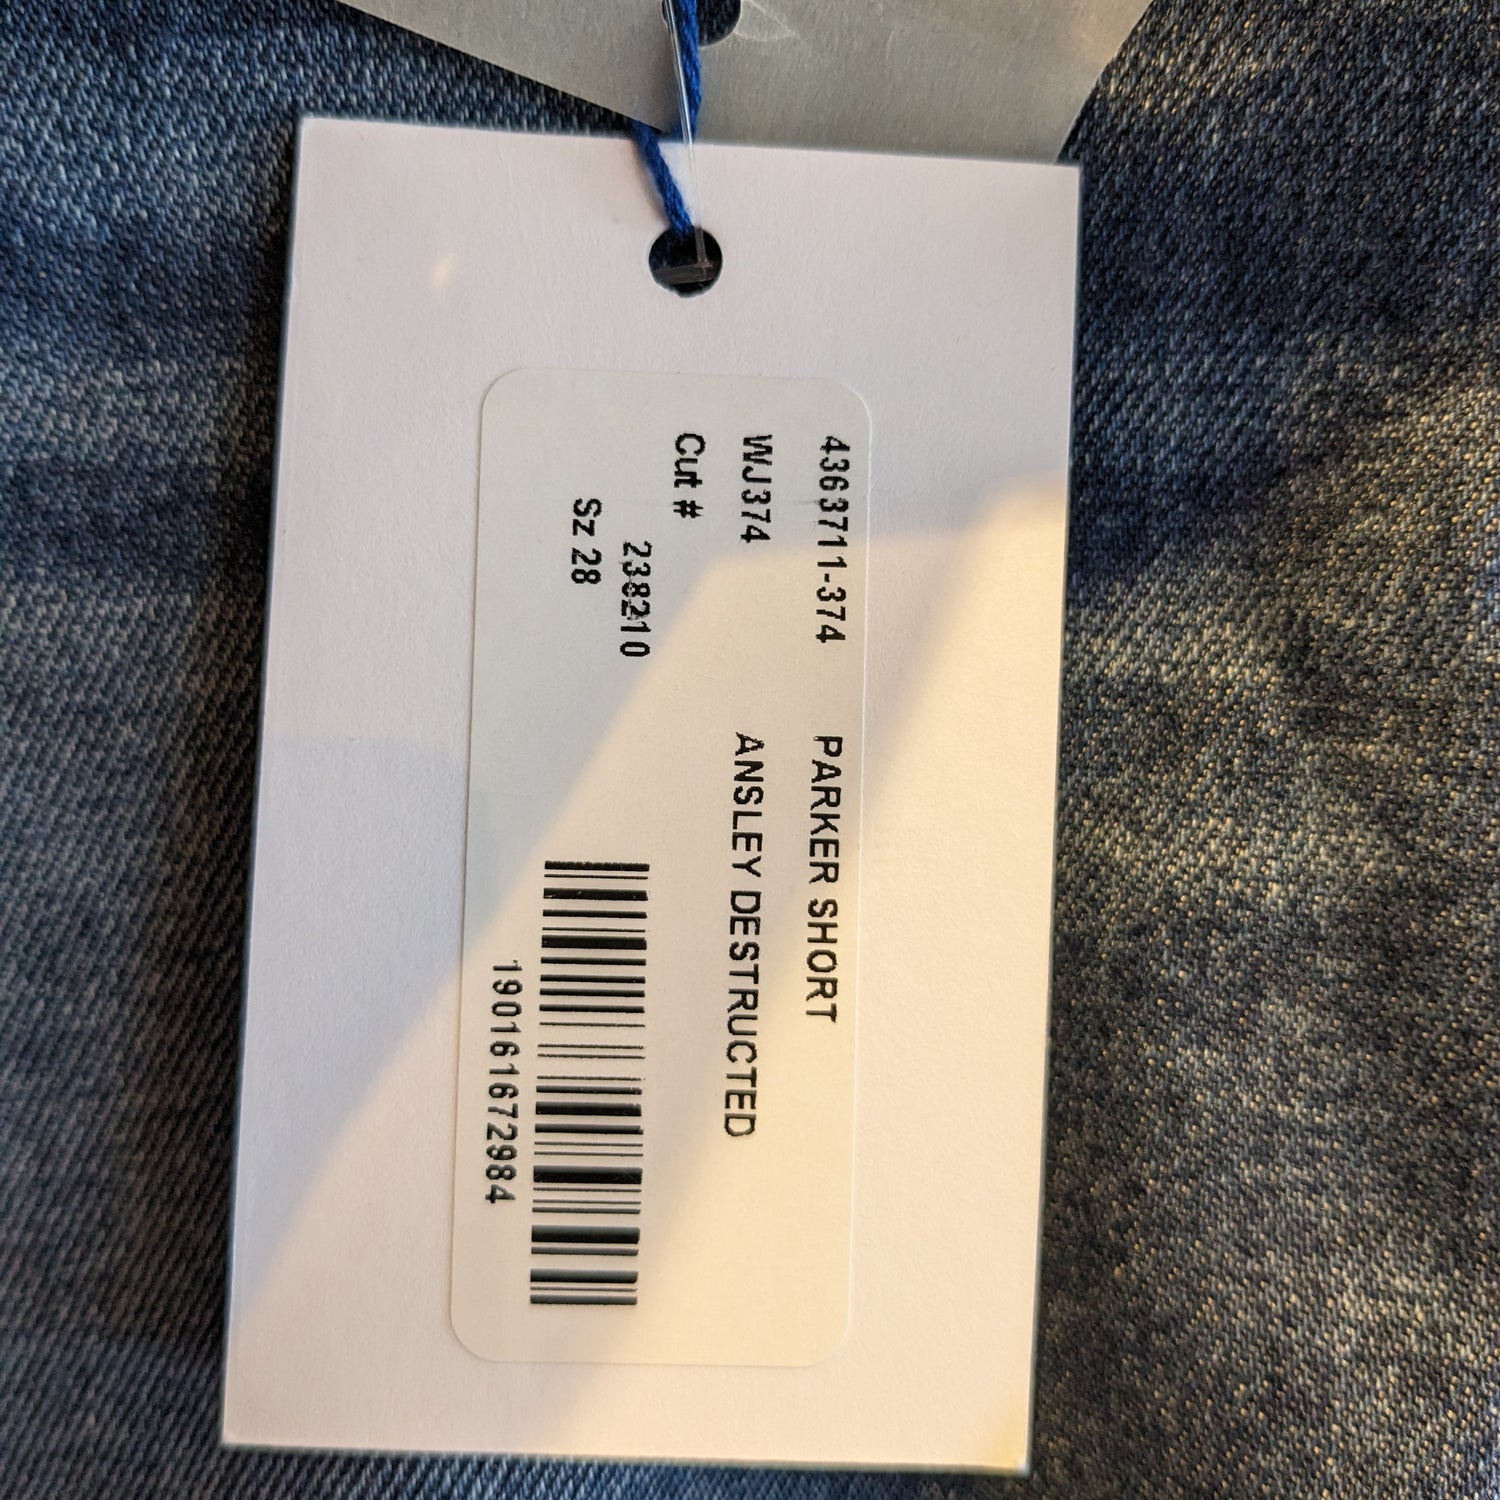 4363711-374 PARKER SHORT
WJ374 ANSLEY DESTRUCTED
Cut #
238210
Sz 28
190161672984